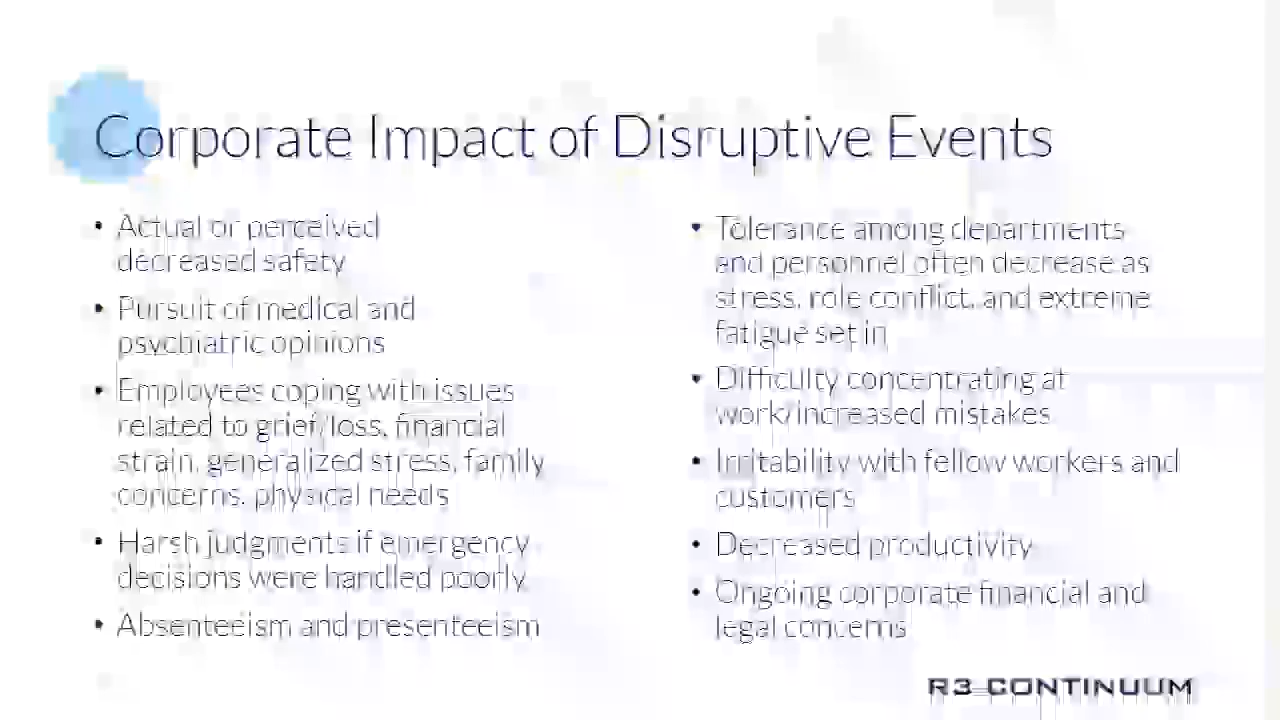 Corporate Impact of Disruptive Events
• Actual or perceived
decreased safety
• Pursuit of medical and
psychiatric opinions
• Employees coping with issues
related to grief/loss, financial
strain, generalized stress, family
concerns, physical needs
• Harsh judgments if emergency
decisions were handled poorly
• Absenteeism and presenteeism
• Tolerance among departments
and personnel often decrease as
stress, role conflict, and extreme
fatigue set in
• Difficulty concentrating at
work/increased mistakes
• Irritability with fellow workers and
customers
• Decreased productivity
• Ongoing corporate financial and
legal concerns
R3 CONTINUUM